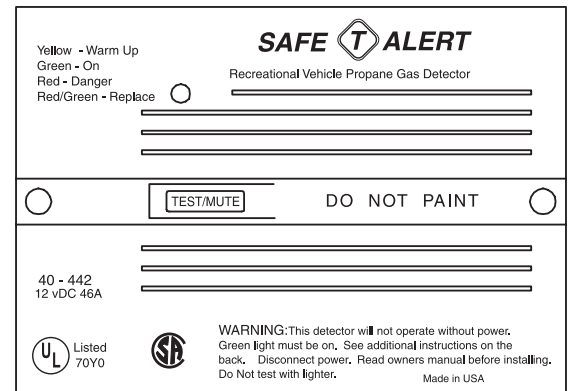 SAFE T ALERT
Recreational Vehicle Propane Gas Detector
Yellow - Warm Up
Green - On
Red - Danger
Red/Green - Replace
TEST/MUTE
DO NOT PAINT
40 - 442
12 vDC 46A
UL Listed
70Y0
SA
WARNING:This detector will not operate without power.
Green light must be on. See additional instructions on the
back. Disconnect power. Read owners manual before installing.
Do Not test with lighter.
Made in USA